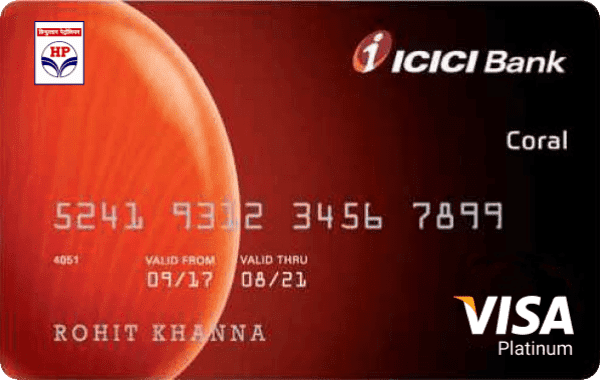 हिन्दुस्तान पेट्रोलियम
HP
i ICICI Bank
Coral
5241 9312 3456 7899
4051 VALID FROM VALID THRU
09/17 08/21
ROHIT KHANNA
VISA
Platinum